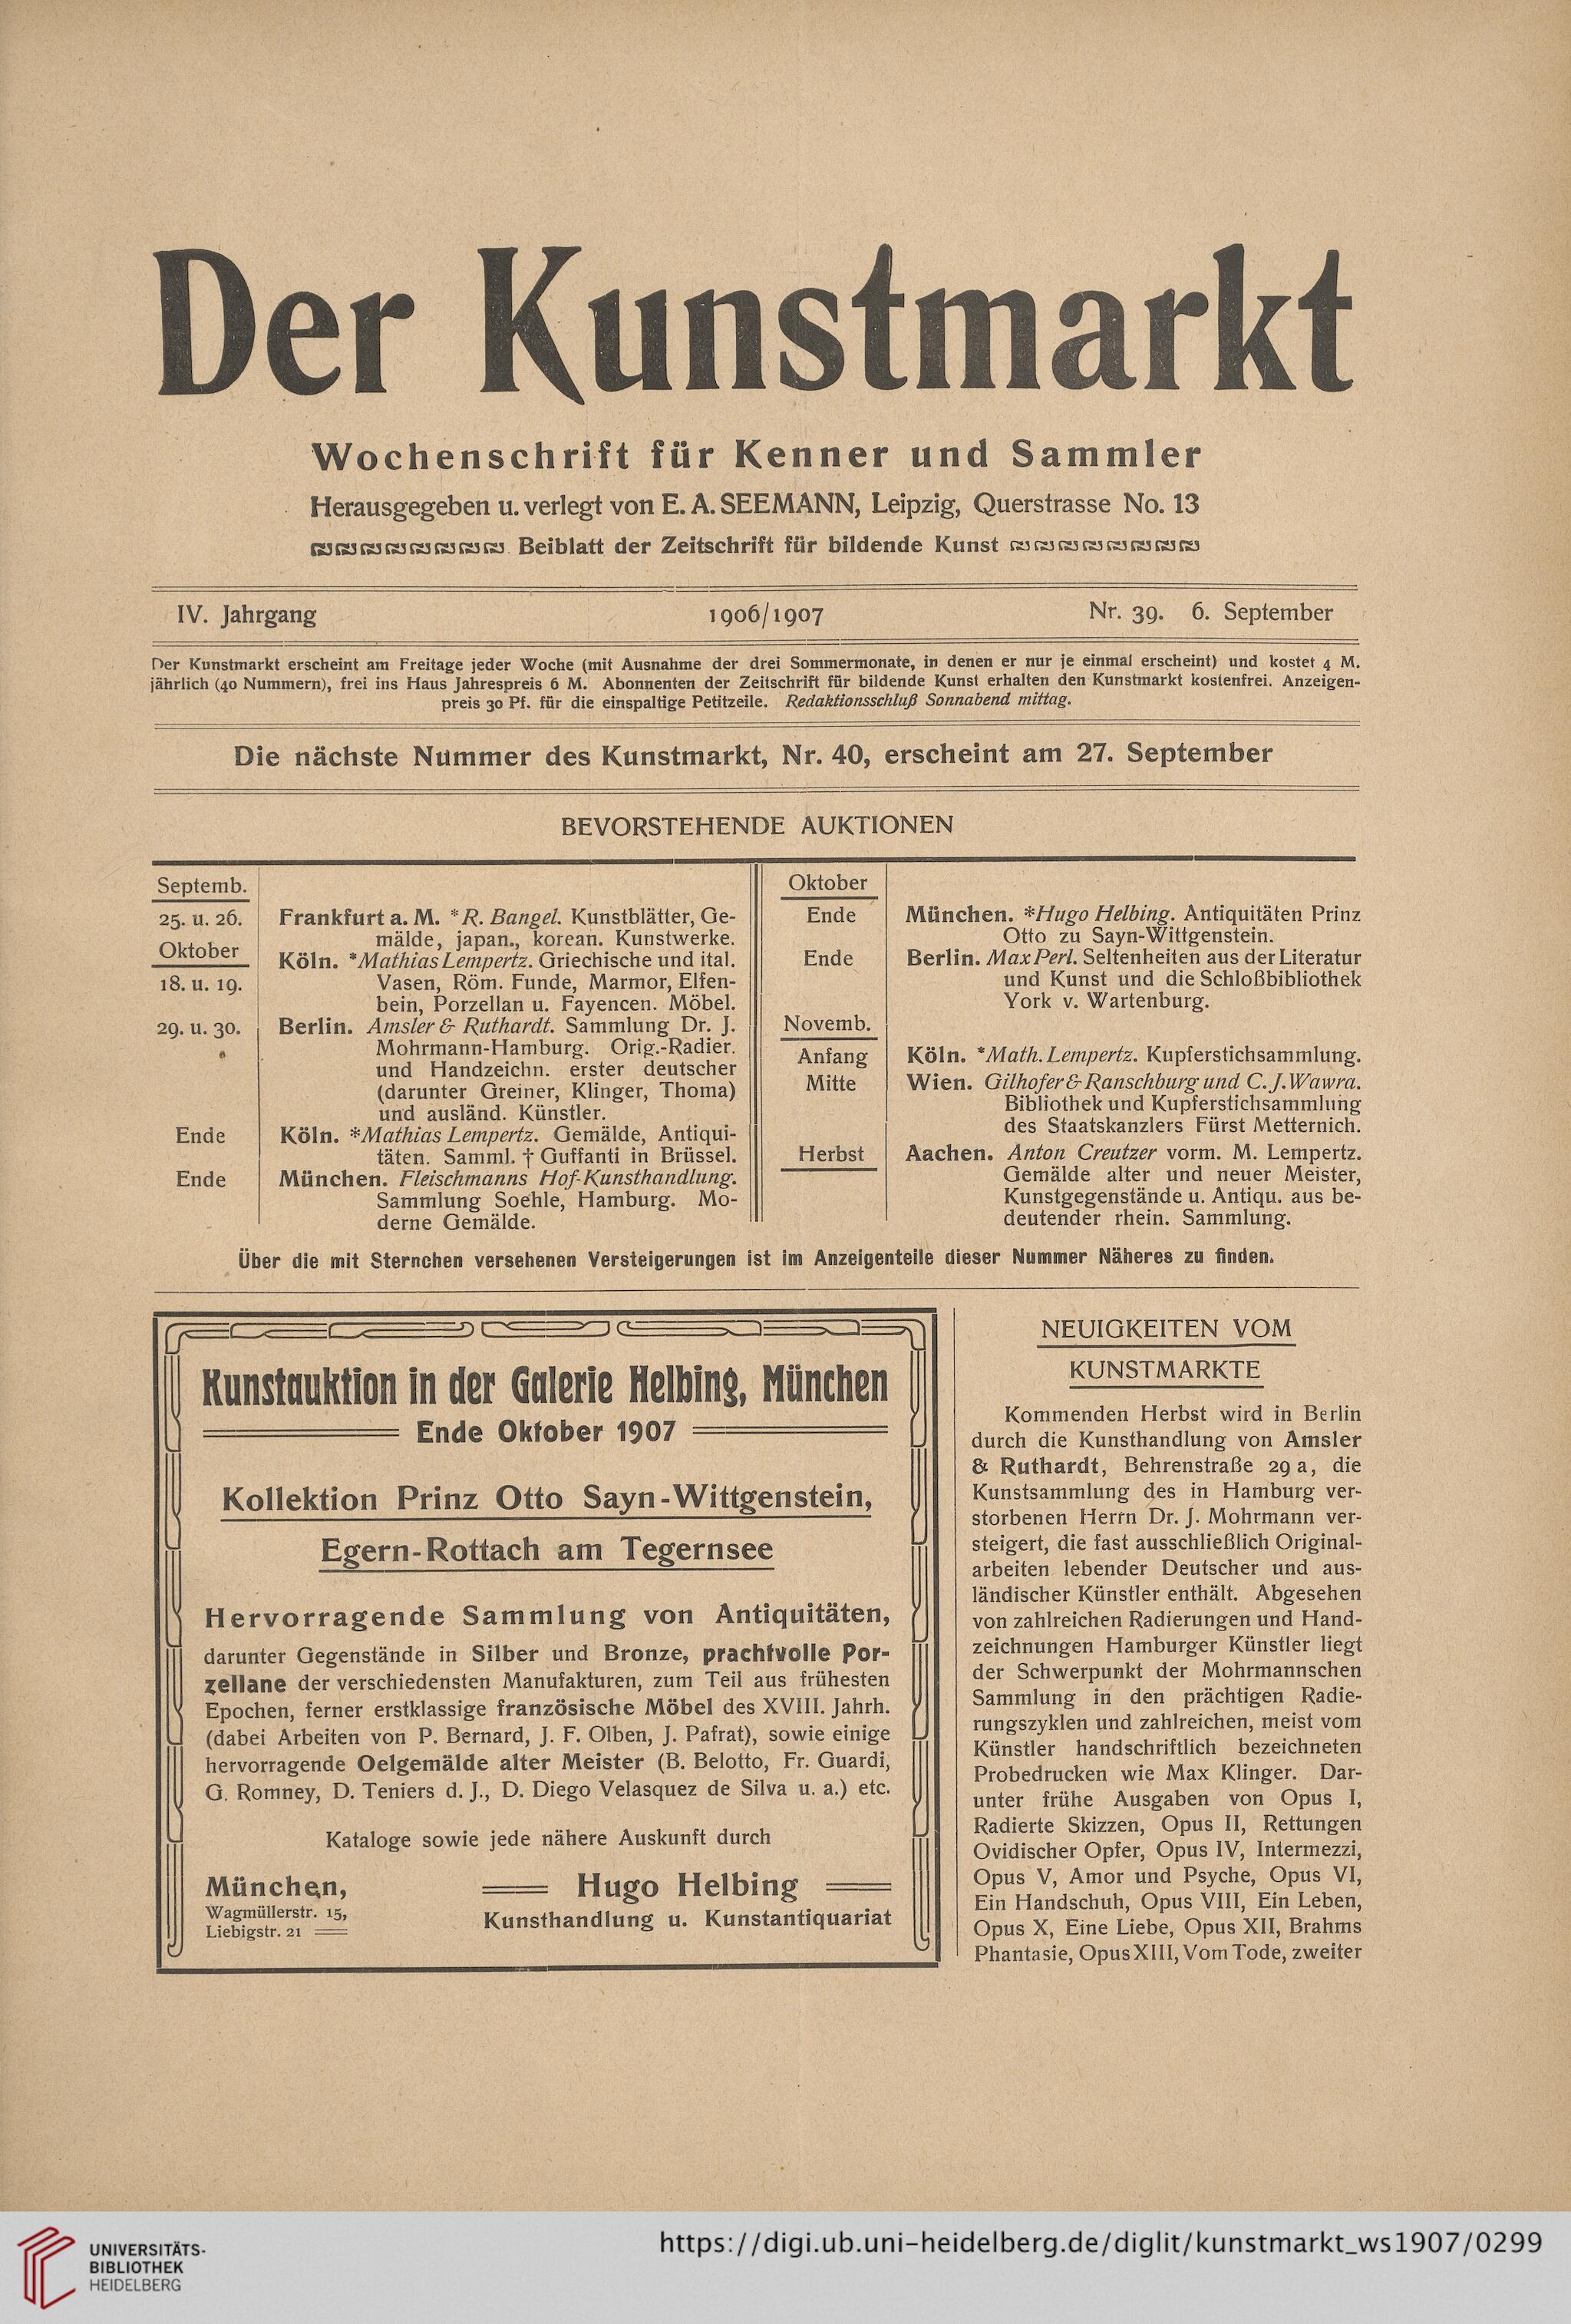 Der Kunstmarkt
Wochenschrift für Kenner und Sammler
Herausgegeben u. verlegt von E. A. SEEMANN, Leipzig, Querstrasse No. 13
Beiblatt der Zeitschrift für bildende Kunst
IV. Jahrgang 1906/1907 Nr. 39. 6. September
Der Kunstmarkt erscheint am Freitage jeder Woche (mit Ausnahme der drei Sommermonate, in denen er nur je einmal erscheint) und kostet 4 M.
jährlich (40 Nummern), frei ins Haus Jahrespreis 6 M. Abonnenten der Zeitschrift für bildende Kunst erhalten den Kunstmarkt kostenfrei. Anzeigen-
preis 30 Pf. für die einspaltige Petitzeile. Redaktionsschluß Sonnabend mittag.
Die nächste Nummer des Kunstmarkt, Nr. 40, erscheint am 27. September
BEVORSTEHENDE AUKTIONEN
Septemb.
25. u. 26. Frankfurt a. M. *R. Bangel. Kunstblätter, Ge-
mälde, japan., korean. Kunstwerke.
Oktober
18. u. 19. Köln. *Mathias Lempertz. Griechische und ital.
Vasen, Röm. Funde, Marmor, Elfen-
bein, Porzellan u. Fayencen. Möbel.
29. u. 30. Berlin. Amsler & Ruthardt. Sammlung Dr. J.
Mohrmann-Hamburg. Orig.-Radier.
und Handzeichn. erster deutscher
(darunter Greiner, Klinger, Thoma)
und ausländ. Künstler.
Ende Köln. *Mathias Lempertz. Gemälde, Antiqui-
täten. Samml. † Guffanti in Brüssel.
Ende München. Fleischmanns Hof-Kunsthandlung.
Sammlung Soehle, Hamburg. Mo-
derne Gemälde.
Oktober
Ende München. *Hugo Helbing. Antiquitäten Prinz
Otto zu Sayn-Wittgenstein.
Ende Berlin. Max Perl. Seltenheiten aus der Literatur
und Kunst und die Schloßbibliothek
York v. Wartenburg.
Novemb.
Anfang Köln. *Math. Lempertz. Kupferstichsammlung.
Mitte Wien. Gilhofer & Ranschburg und C. J. Wawra.
Bibliothek und Kupferstichsammlung
des Staatskanzlers Fürst Metternich.
Herbst Aachen. Anton Creutzer vorm. M. Lempertz.
Gemälde alter und neuer Meister,
Kunstgegenstände u. Antiqu. aus be-
deutender rhein. Sammlung.
Über die mit Sternchen versehenen Versteigerungen ist im Anzeigenteile dieser Nummer Näheres zu finden.
Kunstauktion in der Galerie Helbing, München
Ende Oktober 1907
Kollektion Prinz Otto Sayn-Wittgenstein,
Egern-Rottach am Tegernsee
Hervorragende Sammlung von Antiquitäten,
darunter Gegenstände in Silber und Bronze, prachtvolle Por-
zellane der verschiedensten Manufakturen, zum Teil aus frühesten
Epochen, ferner erstklassige französische Möbel des XVIII. Jahrh.
(dabei Arbeiten von P. Bernard, J. F. Olben, J. Pafrat), sowie einige
hervorragende Oelgemälde alter Meister (B. Belotto, Fr. Guardi,
G. Romney, D. Teniers d. J., D. Diego Velasquez de Silva u. a.) etc.
Kataloge sowie jede nähere Auskunft durch
München,
Wagmüllerstr. 15,
Liebigstr. 21
Hugo Helbing
Kunsthandlung u. Kunstantiquariat
NEUIGKEITEN VOM
KUNSTMARKTE
Kommenden Herbst wird in Berlin
durch die Kunsthandlung von Amsler
& Ruthardt, Behrenstraße 29 a, die
Kunstsammlung des in Hamburg ver-
storbenen Herrn Dr. J. Mohrmann ver-
steigert, die fast ausschließlich Original-
arbeiten lebender Deutscher und aus-
ländischer Künstler enthält. Abgesehen
von zahlreichen Radierungen und Hand-
zeichnungen Hamburger Künstler liegt
der Schwerpunkt der Mohrmannschen
Sammlung in den prächtigen Radie-
rungszyklen und zahlreichen, meist vom
Künstler handschriftlich bezeichneten
Probedrucken wie Max Klinger. Dar-
unter frühe Ausgaben von Opus I,
Radierte Skizzen, Opus II, Rettungen
Ovidischer Opfer, Opus IV, Intermezzi,
Opus V, Amor und Psyche, Opus VI,
Ein Handschuh, Opus VIII, Ein Leben,
Opus X, Eine Liebe, Opus XII, Brahms
Phantasie, Opus XIII, Vom Tode, zweiter
UNIVERSITÄTS-
BIBLIOTHEK
HEIDELBERG
https://digi.ub.uni-heidelberg.de/diglit/kunstmarkt_ws1907/0299